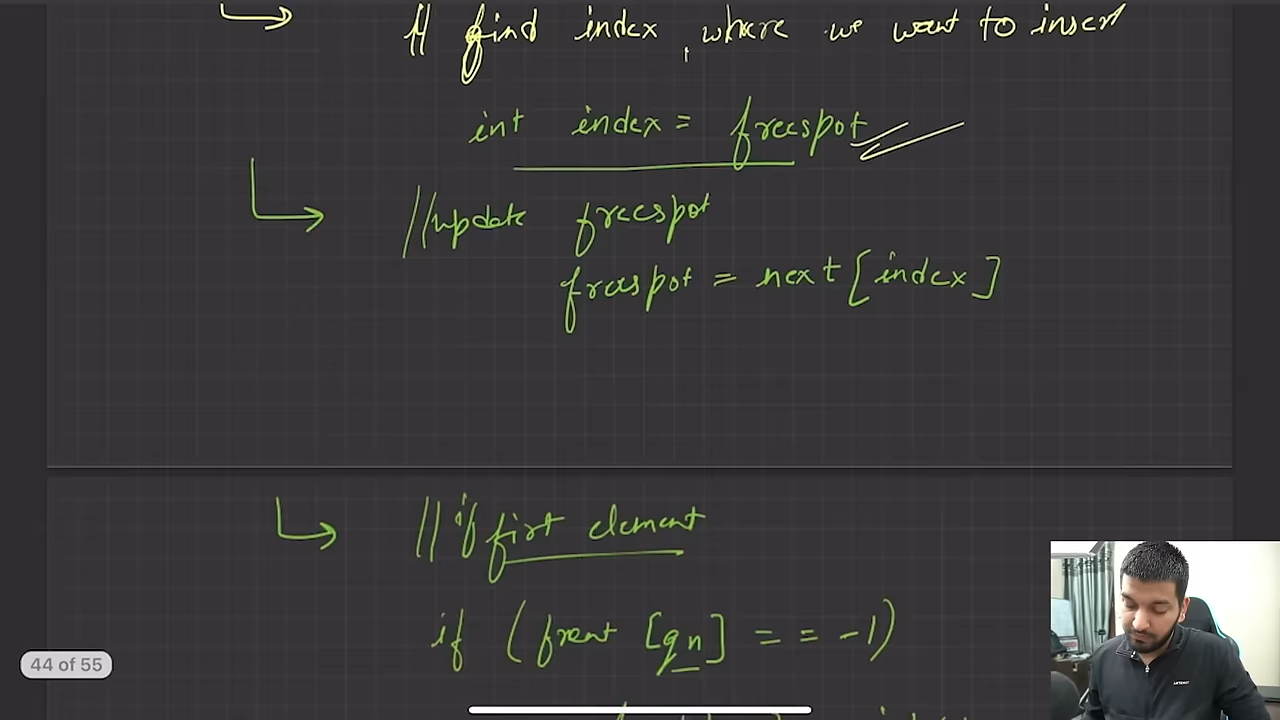 // find index, where we want to insert
int index = freespot
//update freespot
freespot = next [index]
// if first element
if (front [qn] == -1)
44 of 55